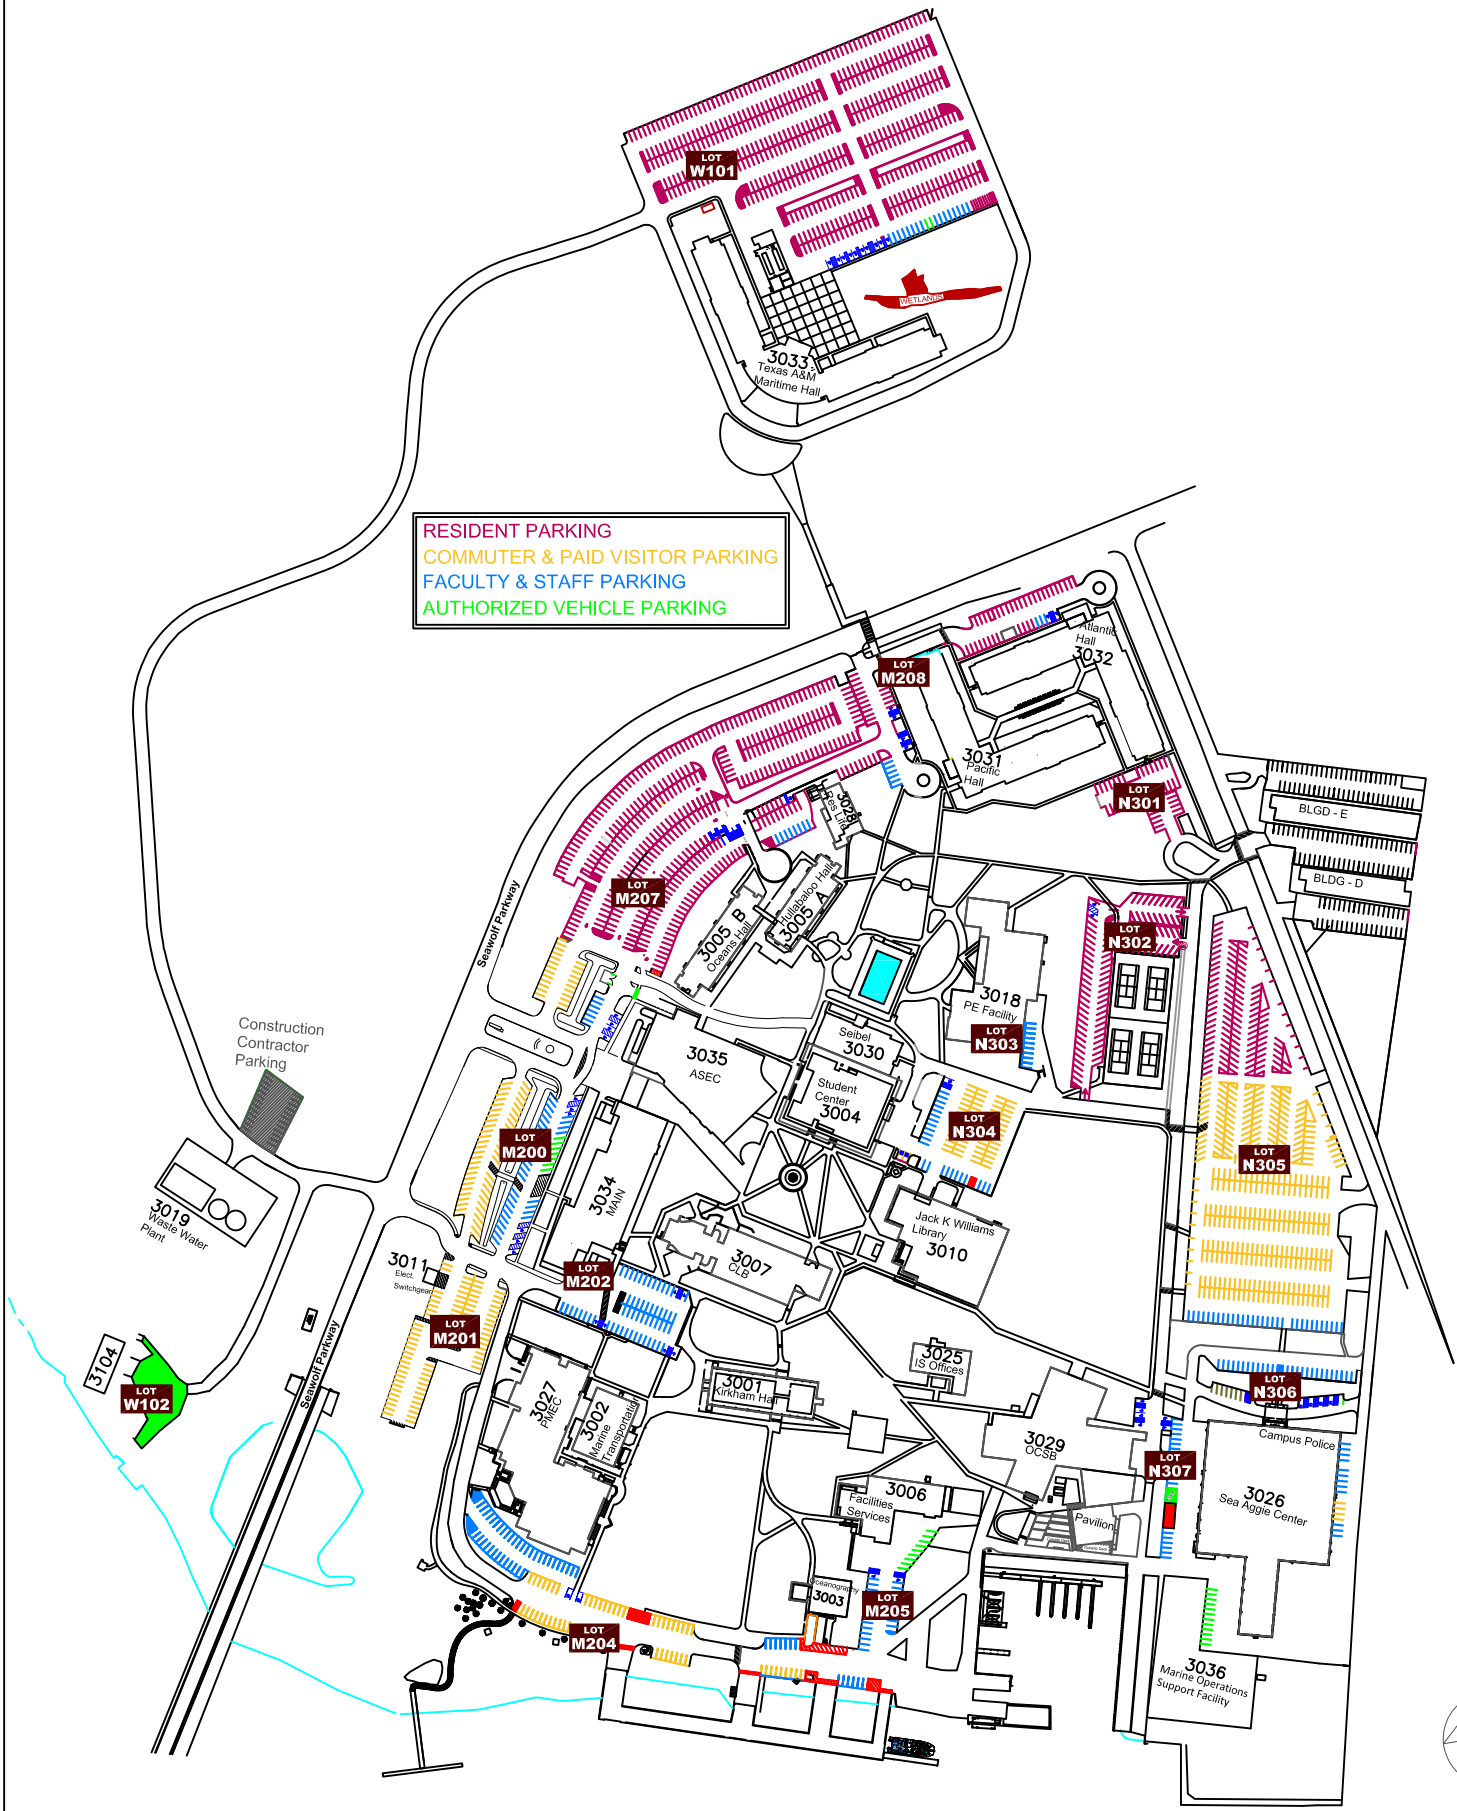 LOT
W101
WETLANDS
3033
Texas A&M
Maritime Hall
RESIDENT PARKING
COMMUTER & PAID VISITOR PARKING
FACULTY & STAFF PARKING
AUTHORIZED VEHICLE PARKING
Atlantic
Hall
3032
LOT
M208
3031
Pacific
Hall
LOT
N301
BLGD - E
BLDG - D
3028
Res Life
LOT
M207
Hullabaloo Hall
3005 A
3005 B
Oceans Hall
Seawolf Parkway
LOT
N302
3018
PE Facility
LOT
N303
Seibel
3030
Student
Center
3004
3035
ASEC
Construction
Contractor
Parking
LOT
M200
LOT
N304
LOT
N305
3034
MAIN
3019
Waste Water
Plant
Jack K Williams
Library
3010
3007
CLB
3011
Elect.
Switchgear
LOT
M202
LOT
M201
Seawolf Parkway
3104
LOT
W102
3025
IS Offices
3001
Kirkham Hall
LOT
N306
3027
PMEC
3002
Marine
Transportation
Campus Police
3029
OCSB
LOT
N307
3026
Sea Aggie Center
3006
Facilities
Services
Pavilion
Oceanography
3003
LOT
M205
LOT
M204
3036
Marine Operations
Support Facility